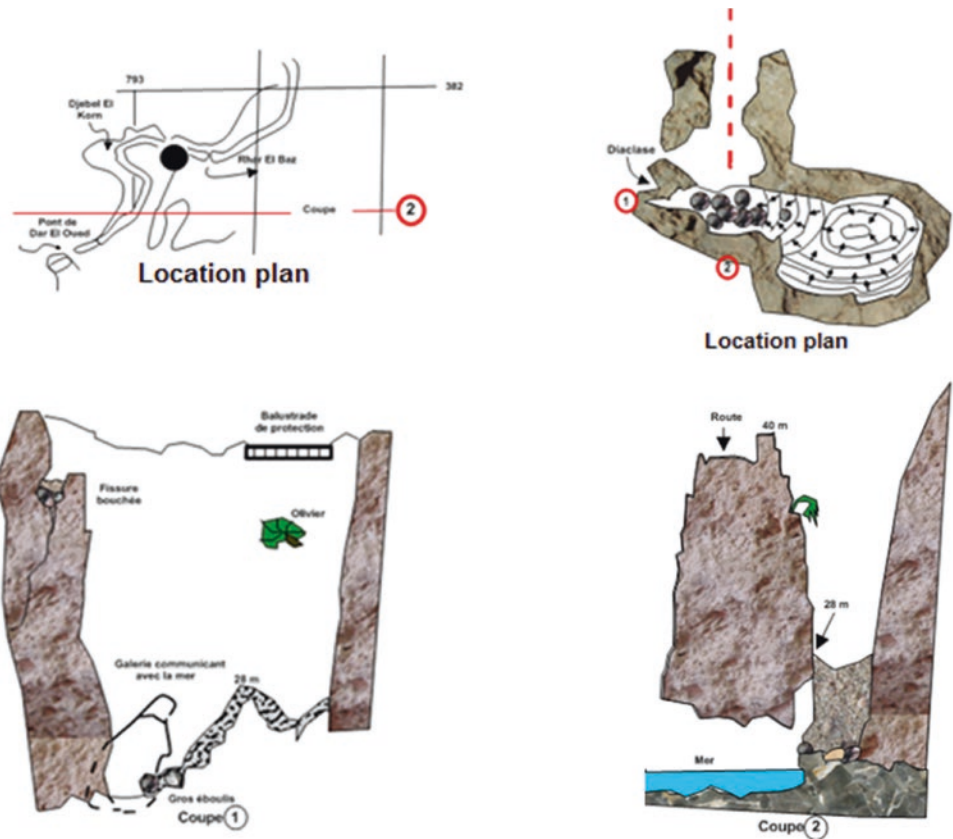 793
382
Djebel El
Korn
Rhar El Baz
Coupe
2
Pont de
Dar El Oued
Location plan
Diaclase
1
2
Location plan
Balustrade
de protection
Fissure
bouchée
Olivier
Galerie communicant
avec la mer
28 m
Gros éboulis
Coupe 1
Route
40 m
28 m
Mer
Coupe 2